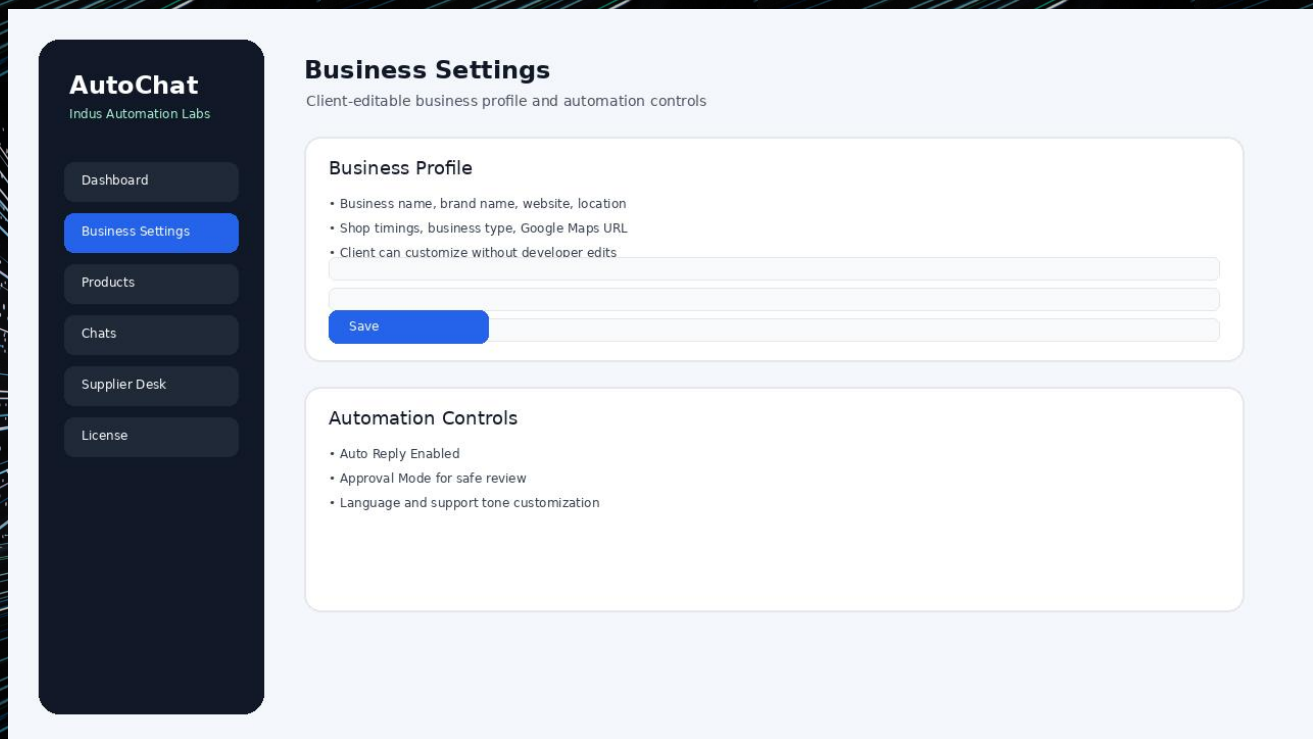 AutoChat
Indus Automation Labs
Dashboard
Business Settings
Products
Chats
Supplier Desk
License
Business Settings
Client-editable business profile and automation controls
Business Profile
• Business name, brand name, website, location
• Shop timings, business type, Google Maps URL
• Client can customize without developer edits
Save
Automation Controls
• Auto Reply Enabled
• Approval Mode for safe review
• Language and support tone customization